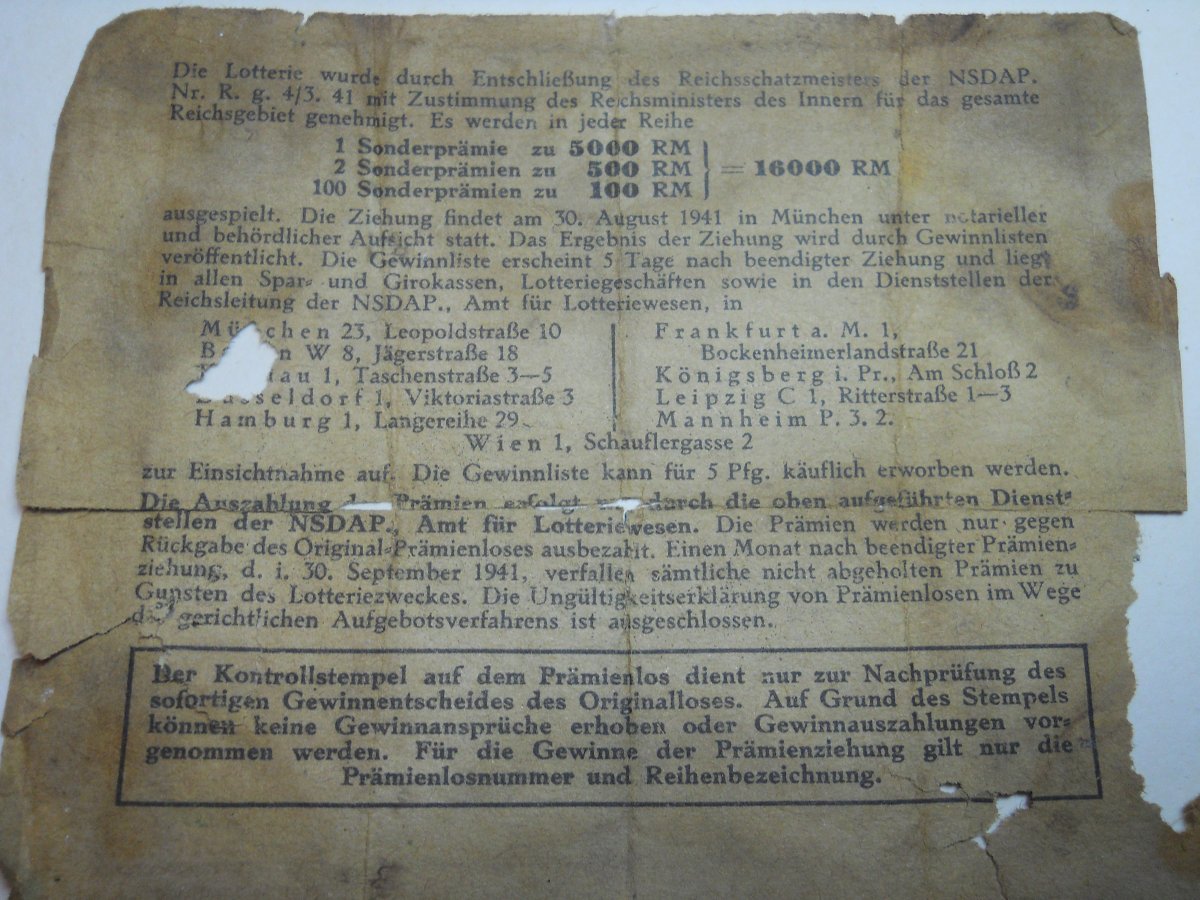 Die Lotterie wurde durch Entschließung des Reichsschatzmeisters der NSDAP.
Nr. R. g. 4/3. 41 mit Zustimmung des Reichsministers des Innern für das gesamte
Reichsgebiet genehmigt. Es werden in jeder Reihe
1 Sonderprämie zu 5000 RM
2 Sonderprämien zu 500 RM = 16000 RM
100 Sonderprämien zu 100 RM
ausgespielt. Die Ziehung findet am 30. August 1941 in München unter notarieller
und behördlicher Aufsicht statt. Das Ergebnis der Ziehung wird durch Gewinnlisten
veröffentlicht. Die Gewinnliste erscheint 5 Tage nach beendigter Ziehung und liegt
in allen Spar- und Girokassen, Lotteriegeschäften sowie in den Dienststellen der
Reichsleitung der NSDAP., Amt für Lotteriewesen, in
München 23, Leopoldstraße 10
W 8, Jägerstraße 18
1, Taschenstraße 3—5
Düsseldorf 1, Viktoriastraße 3
Hamburg 1, Langereihe 29
Frankfurt a. M. 1,
Bockenheimerlandstraße 21
Königsberg i. Pr., Am Schloß 2
Leipzig C 1, Ritterstraße 1—3
Mannheim P. 3. 2.
Wien 1, Schauflergasse 2
zur Einsichtnahme auf. Die Gewinnliste kann für 5 Pfg. käuflich erworben werden.
Die Auszahlung der Prämien erfolgt nur durch die oben aufgeführten Dienst-
stellen der NSDAP., Amt für Lotteriewesen. Die Prämien werden nur gegen
Rückgabe des Original-Prämienloses ausbezahlt. Einen Monat nach beendigter Prämien-
ziehung, d. i. 30. September 1941, verfallen sämtliche nicht abgeholten Prämien zu
Gunsten des Lotteriezweckes. Die Ungültigkeitserklärung von Prämienlosen im Wege
des gerichtlichen Aufgebotsverfahrens ist ausgeschlossen.
Der Kontrollstempel auf dem Prämienlos dient nur zur Nachprüfung des
sofortigen Gewinnentscheides des Originalloses. Auf Grund des Stempels
können keine Gewinnansprüche erhoben oder Gewinnauszahlungen vor-
genommen werden. Für die Gewinne der Prämienziehung gilt nur die
Prämienlosnummer und Reihenbezeichnung.